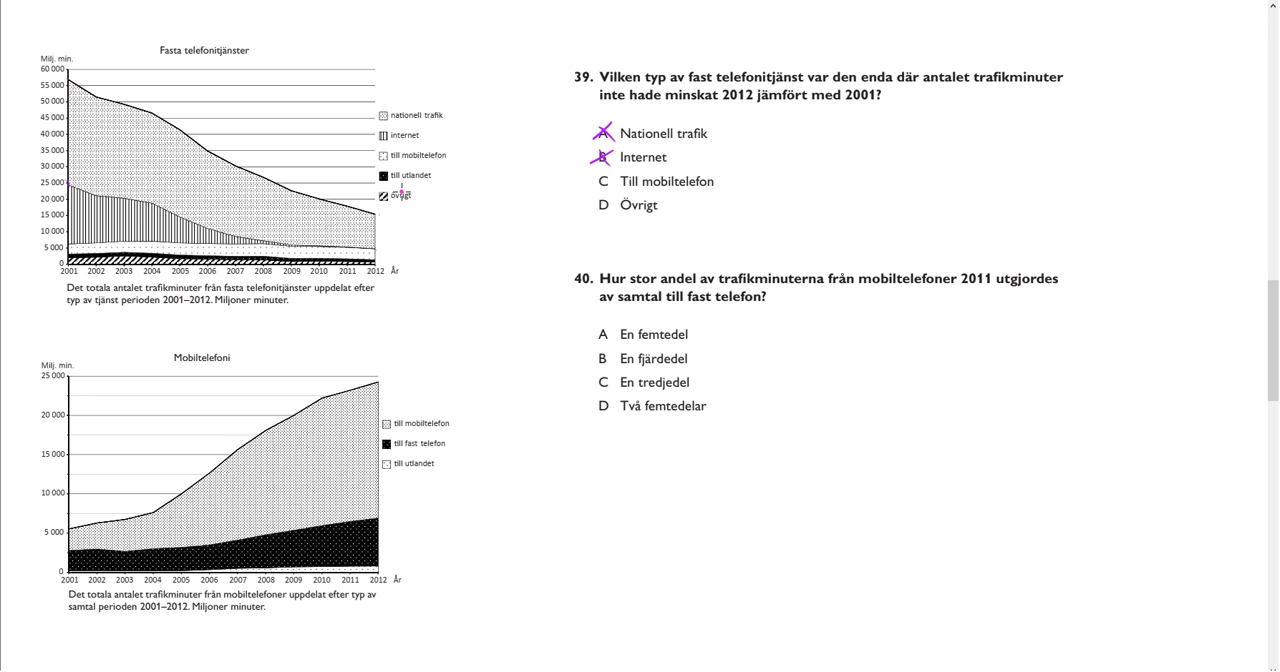 Fasta telefonitjänster
Milj. min.
60 000
55 000
50 000
45 000
40 000
35 000
30 000
25 000
20 000
15 000
10 000
5 000
0
2001 2002 2003 2004 2005 2006 2007 2008 2009 2010 2011 2012 År
nationell trafik
internet
till mobiltelefon
till utlandet
övrigt
Det totala antalet trafikminuter från fasta telefonitjänster uppdelat efter
typ av tjänst perioden 2001–2012. Miljoner minuter.
Mobiltelefoni
Milj. min.
25 000
20 000
15 000
10 000
5 000
0
2001 2002 2003 2004 2005 2006 2007 2008 2009 2010 2011 2012 År
till mobiltelefon
till fast telefon
till utlandet
Det totala antalet trafikminuter från mobiltelefoner uppdelat efter typ av
samtal perioden 2001–2012. Miljoner minuter.
39. Vilken typ av fast telefonitjänst var den enda där antalet trafikminuter
inte hade minskat 2012 jämfört med 2001?
A Nationell trafik
B Internet
C Till mobiltelefon
D Övrigt
40. Hur stor andel av trafikminuterna från mobiltelefoner 2011 utgjordes
av samtal till fast telefon?
A En femtedel
B En fjärdedel
C En tredjedel
D Två femtedelar